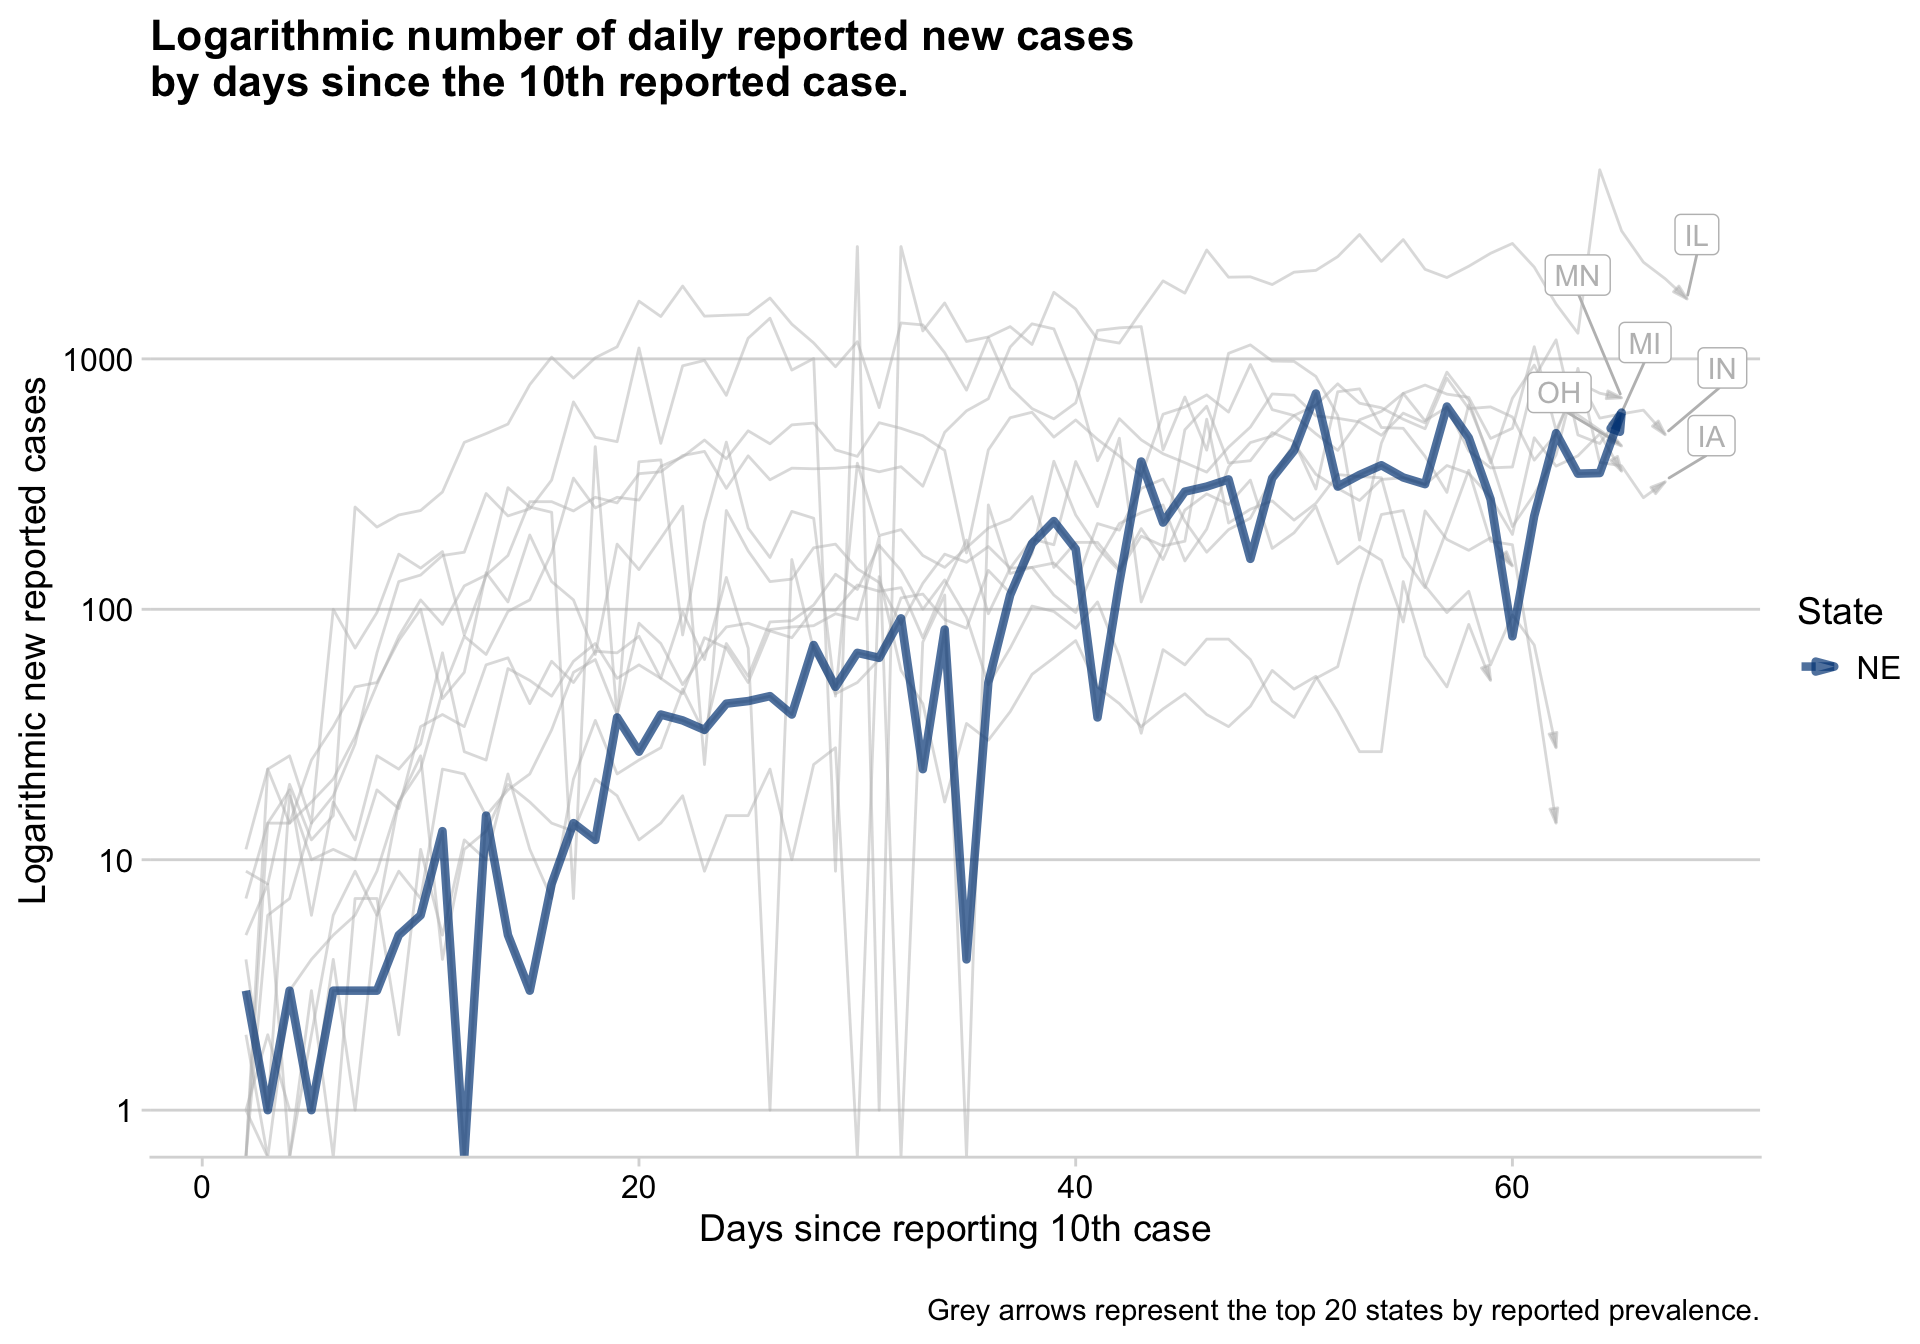 Logarithmic number of daily reported new cases
by days since the 10th reported case.
Logarithmic new reported cases
1000
100
10
1
IL
MN
MI
IN
OH
IA
State
NE
0
20
40
60
Days since reporting 10th case
Grey arrows represent the top 20 states by reported prevalence.